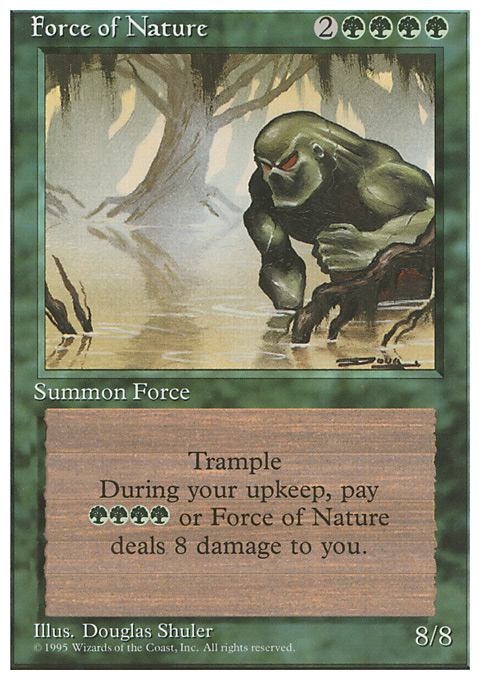 Force of Nature 2
Summon Force
Trample
During your upkeep, pay
or Force of Nature
deals 8 damage to you.
Illus. Douglas Shuler
© 1995 Wizards of the Coast, Inc. All rights reserved.
8/8